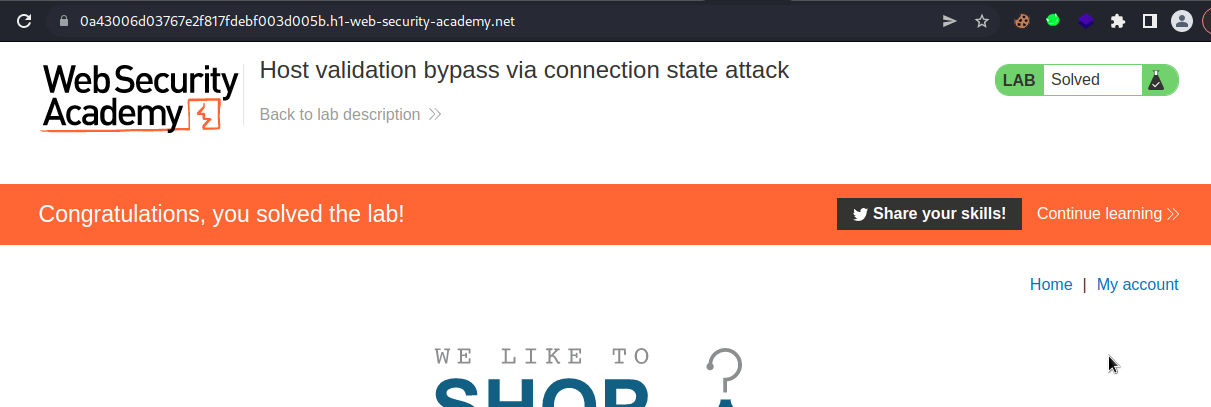 0a43006d03767e2f817fdebf003d005b.h1-web-security-academy.net
Web Security
Academy
Host validation bypass via connection state attack
Back to lab description
LAB Solved
Congratulations, you solved the lab!
Share your skills!
Continue learning
Home | My account
WE LIKE TO
SHOP